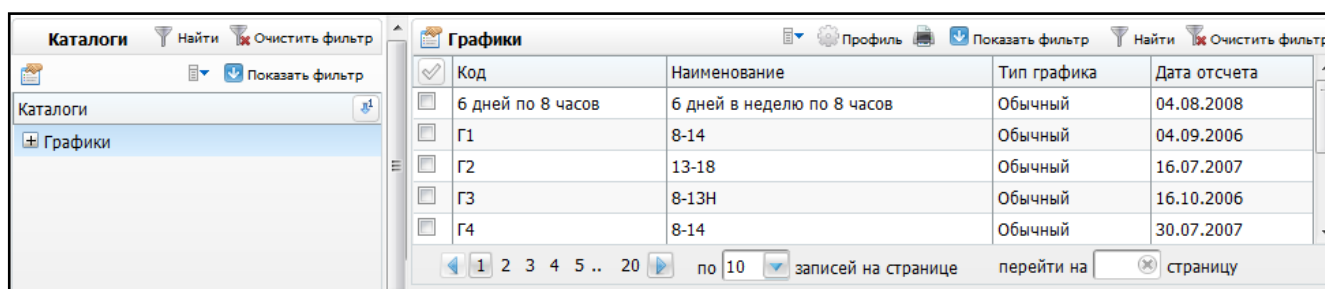 Каталоги Найти Очистить фильтр
Показать фильтр
Каталоги
Графики
Графики Профиль Показать фильтр Найти Очистить фильтр
Код Наименование Тип графика Дата отсчета
6 дней по 8 часов 6 дней в неделю по 8 часов Обычный 04.08.2008
Г1 8-14 Обычный 04.09.2006
Г2 13-18 Обычный 16.07.2007
Г3 8-13Н Обычный 16.10.2006
Г4 8-14 Обычный 30.07.2007
1 2 3 4 5 .. 20 по 10 записей на странице перейти на страницу